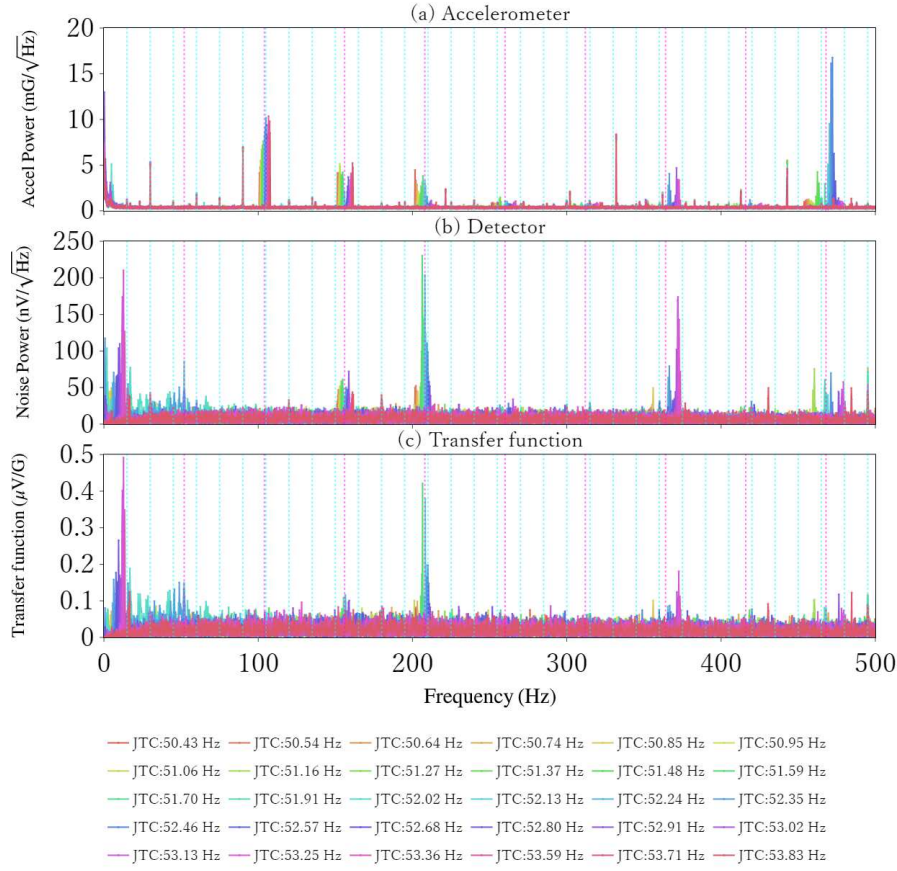 (a) Accelerometer
Accel Power (mG/√Hz)
20
15
10
5
0
(b) Detector
Noise Power (nV/√Hz)
250
200
150
100
50
0
(c) Transfer function
Transfer function (μV/G)
0.5
0.4
0.3
0.2
0.1
0
0 100 200 300 400 500
Frequency (Hz)
JTC:50.43 Hz JTC:50.54 Hz JTC:50.64 Hz JTC:50.74 Hz JTC:50.85 Hz JTC:50.95 Hz
JTC:51.06 Hz JTC:51.16 Hz JTC:51.27 Hz JTC:51.37 Hz JTC:51.48 Hz JTC:51.59 Hz
JTC:51.70 Hz JTC:51.91 Hz JTC:52.02 Hz JTC:52.13 Hz JTC:52.24 Hz JTC:52.35 Hz
JTC:52.46 Hz JTC:52.57 Hz JTC:52.68 Hz JTC:52.80 Hz JTC:52.91 Hz JTC:53.02 Hz
JTC:53.13 Hz JTC:53.25 Hz JTC:53.36 Hz JTC:53.59 Hz JTC:53.71 Hz JTC:53.83 Hz